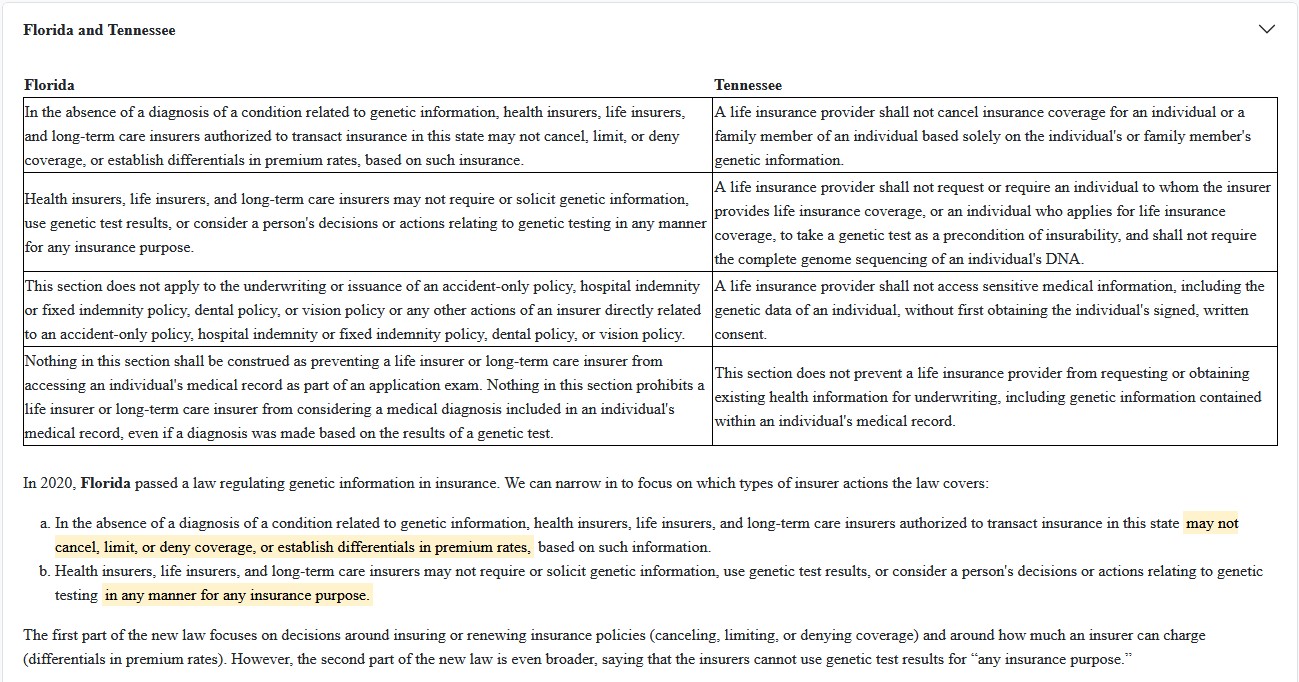 Florida and Tennessee
Florida
Tennessee
In the absence of a diagnosis of a condition related to genetic information, health insurers, life insurers,
and long-term care insurers authorized to transact insurance in this state may not cancel, limit, or deny
coverage, or establish differentials in premium rates, based on such insurance.
A life insurance provider shall not cancel insurance coverage for an individual or a
family member of an individual based solely on the individual's or family member's
genetic information.
Health insurers, life insurers, and long-term care insurers may not require or solicit genetic information,
use genetic test results, or consider a person's decisions or actions relating to genetic testing in any manner
for any insurance purpose.
A life insurance provider shall not request or require an individual to whom the insurer
provides life insurance coverage, or an individual who applies for life insurance
coverage, to take a genetic test as a precondition of insurability, and shall not require
the complete genome sequencing of an individual's DNA.
This section does not apply to the underwriting or issuance of an accident-only policy, hospital indemnity
or fixed indemnity policy, dental policy, or vision policy or any other actions of an insurer directly related
to an accident-only policy, hospital indemnity or fixed indemnity policy, dental policy, or vision policy.
A life insurance provider shall not access sensitive medical information, including the
genetic data of an individual, without first obtaining the individual's signed, written
consent.
Nothing in this section shall be construed as preventing a life insurer or long-term care insurer from
accessing an individual's medical record as part of an application exam. Nothing in this section prohibits a
life insurer or long-term care insurer from considering a medical diagnosis included in an individual's
medical record, even if a diagnosis was made based on the results of a genetic test.
This section does not prevent a life insurance provider from requesting or obtaining
existing health information for underwriting, including genetic information contained
within an individual's medical record.
In 2020, Florida passed a law regulating genetic information in insurance. We can narrow in to focus on which types of insurer actions the law covers:
a. In the absence of a diagnosis of a condition related to genetic information, health insurers, life insurers, and long-term care insurers authorized to transact insurance in this state may not
cancel, limit, or deny coverage, or establish differentials in premium rates, based on such information.
b. Health insurers, life insurers, and long-term care insurers may not require or solicit genetic information, use genetic test results, or consider a person's decisions or actions relating to genetic
testing in any manner for any insurance purpose.
The first part of the new law focuses on decisions around insuring or renewing insurance policies (canceling, limiting, or denying coverage) and around how much an insurer can charge
(differentials in premium rates). However, the second part of the new law is even broader, saying that the insurers cannot use genetic test results for “any insurance purpose.”